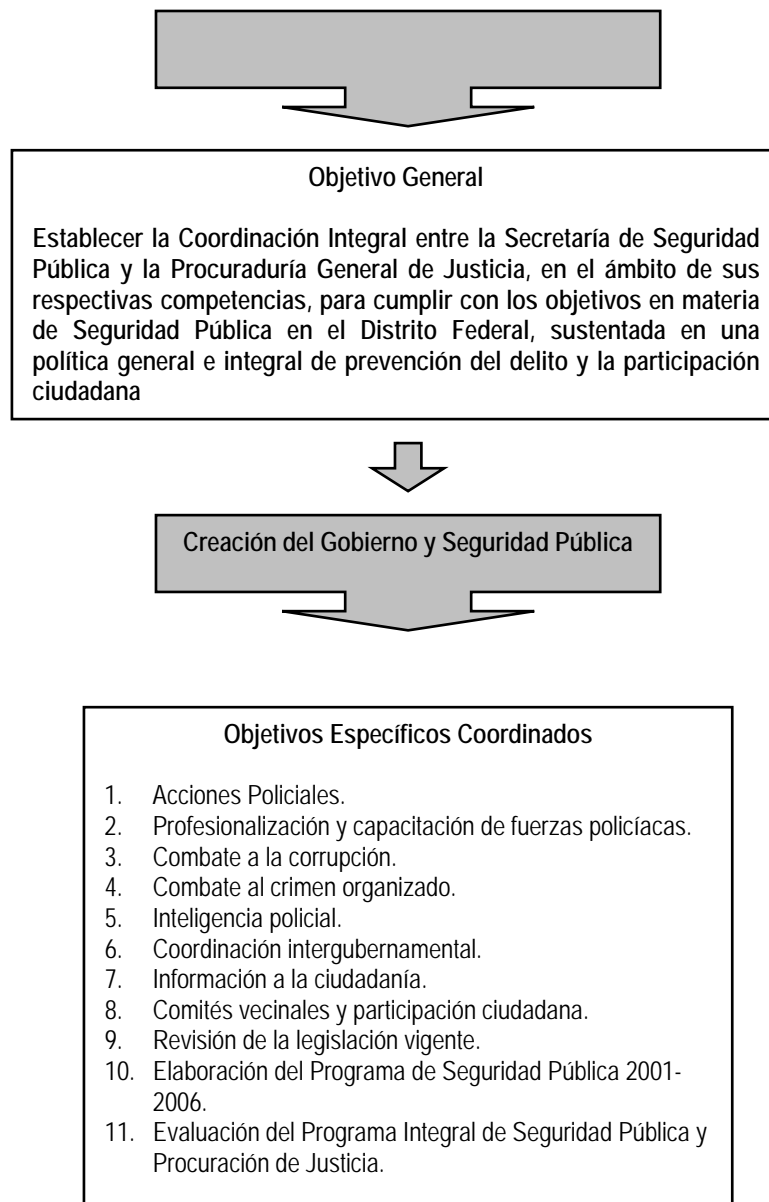 Objetivo General
Establecer la Coordinación Integral entre la Secretaría de Seguridad
Pública y la Procuraduría General de Justicia, en el ámbito de sus
respectivas competencias, para cumplir con los objetivos en materia
de Seguridad Pública en el Distrito Federal, sustentada en una
política general e integral de prevención del delito y la participación
ciudadana
Creación del Gobierno y Seguridad Pública
Objetivos Específicos Coordinados
1. Acciones Policiales.
2. Profesionalización y capacitación de fuerzas policíacas.
3. Combate a la corrupción.
4. Combate al crimen organizado.
5. Inteligencia policial.
6. Coordinación intergubernamental.
7. Información a la ciudadanía.
8. Comités vecinales y participación ciudadana.
9. Revisión de la legislación vigente.
10. Elaboración del Programa de Seguridad Pública 2001-
2006.
11. Evaluación del Programa Integral de Seguridad Pública y
Procuración de Justicia.